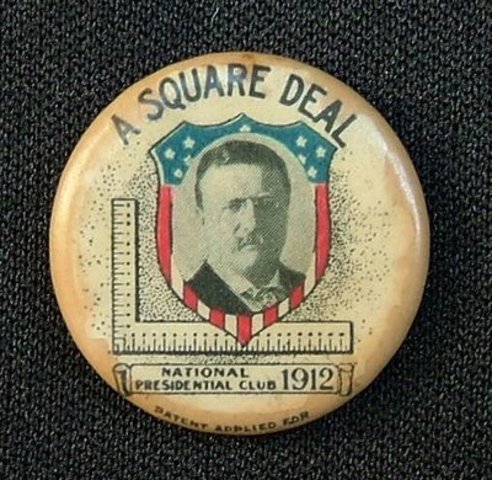 A SQUARE DEAL
NATIONAL
PRESIDENTIAL CLUB 1912
PATENT APPLIED FOR